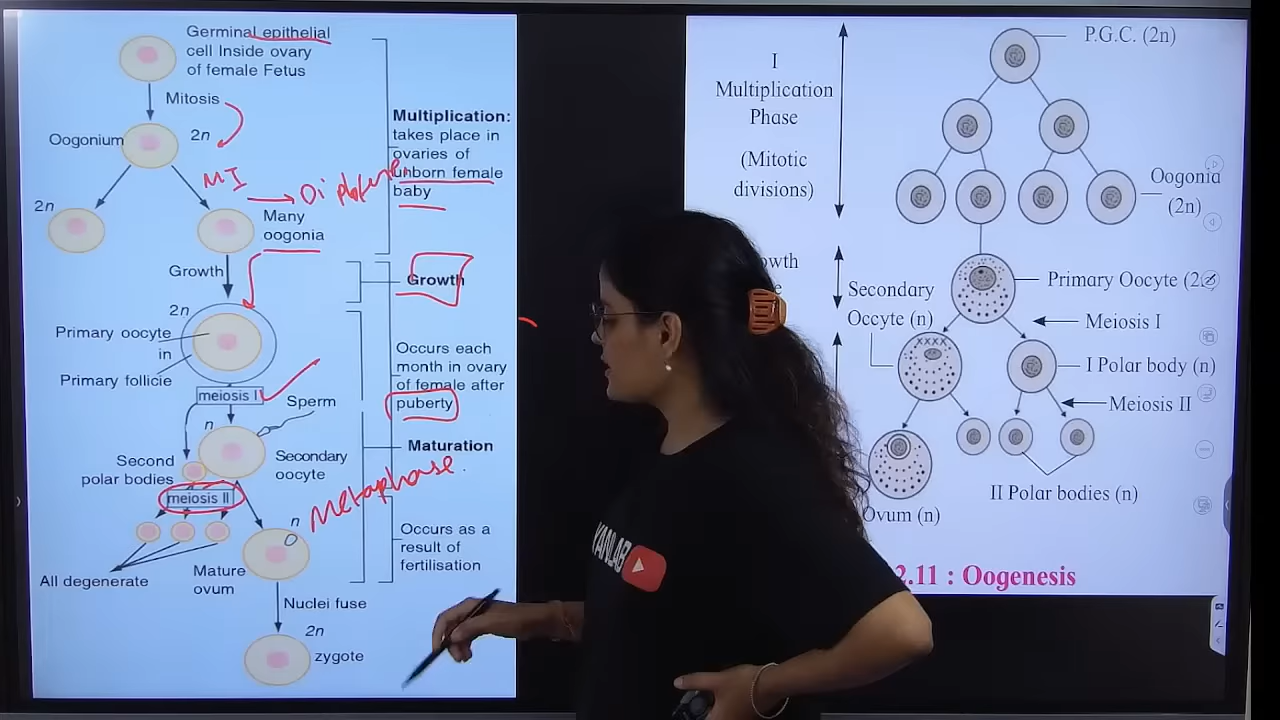 Germinal epithelial
cell Inside ovary
of female Fetus
Mitosis
Oogonium
2n
M.I
2n
Many
oogonia
Growth
2n
Primary oocyte
in
Primary follicie
meiosis I
Sperm
n
Second
polar bodies
Secondary
oocyte
meiosis II
n
All degenerate
Mature
ovum
Nuclei fuse
2n
zygote
Multiplication:
takes place in
ovaries of
unborn female
baby
Growth
Occurs each
month in ovary
of female after
puberty
Maturation
Metaphase
Occurs as a
result of
fertilisation
I
Multiplication
Phase
(Mitotic
divisions)
P.G.C. (2n)
Oogonia
(2n)
Primary Oocyte
Secondary
Oocyte (n)
Meiosis I
I Polar body (n)
Meiosis II
II Polar bodies (n)
Ovum (n)
2.11 : Oogenesis